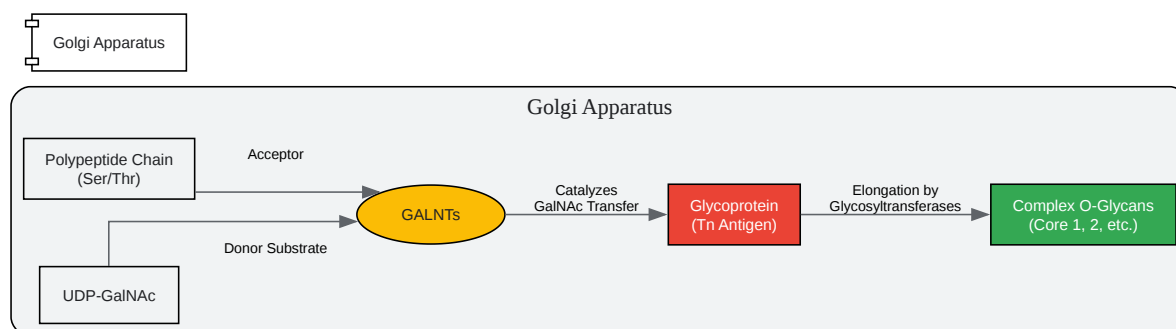 Golgi Apparatus
Golgi Apparatus
Polypeptide Chain
(Ser/Thr)
Acceptor
UDP-GalNAc
Donor Substrate
GALNTs
Catalyzes
GalNAc Transfer
Glycoprotein
(Tn Antigen)
Elongation by
Glycosyltransferases
Complex O-Glycans
(Core 1, 2, etc.)